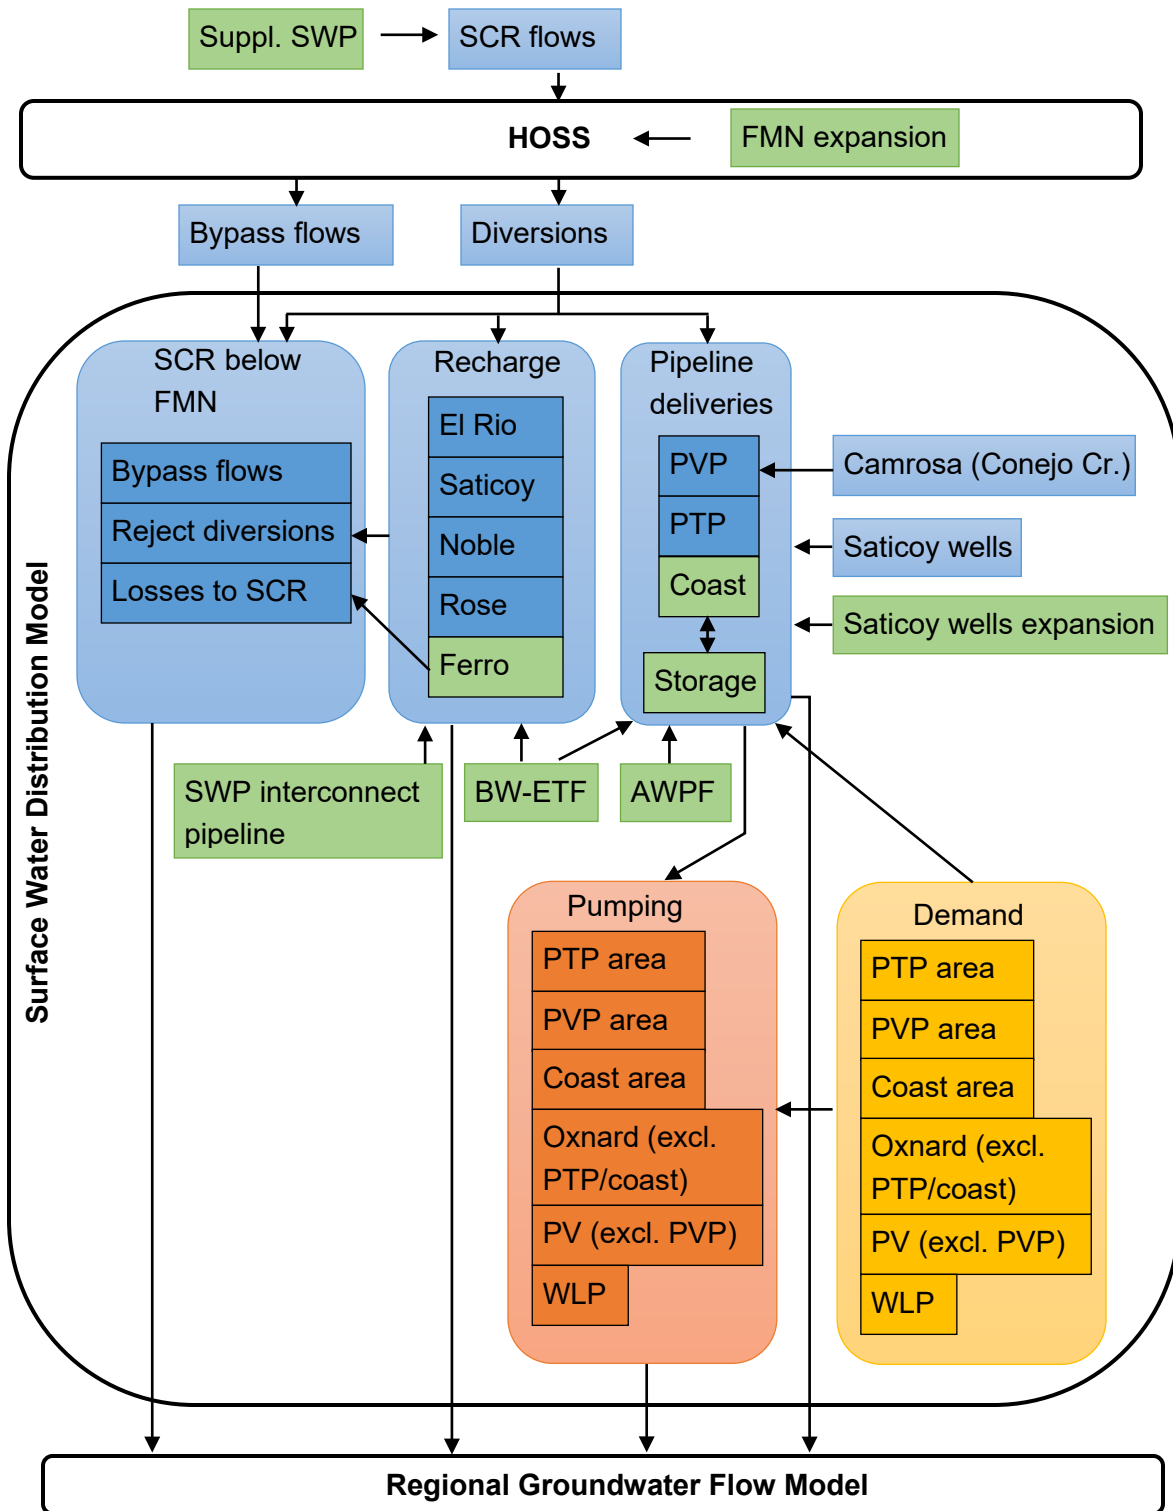 Suppl. SWP
SCR flows
HOSS
FMN expansion
Bypass flows
Diversions
Surface Water Distribution Model
SCR below
FMN
Bypass flows
Reject diversions
Losses to SCR
Recharge
El Rio
Saticoy
Noble
Rose
Ferro
Pipeline
deliveries
PVP
PTP
Coast
Storage
Camrosa (Conejo Cr.)
Saticoy wells
Saticoy wells expansion
SWP interconnect
pipeline
BW-ETF
AWPF
Pumping
PTP area
PVP area
Coast area
Oxnard (excl.
PTP/coast)
PV (excl. PVP)
WLP
Demand
PTP area
PVP area
Coast area
Oxnard (excl.
PTP/coast)
PV (excl. PVP)
WLP
Regional Groundwater Flow Model